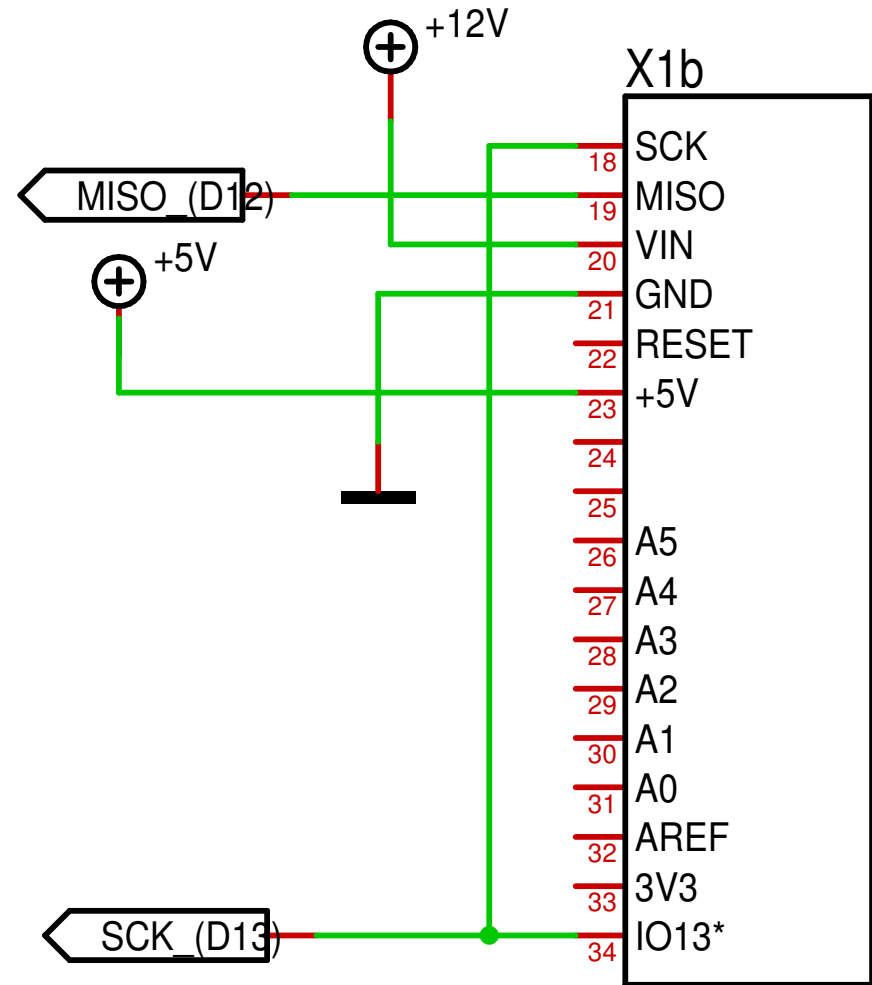 +12V
X1b
18 SCK
MISO_(D12)
19 MISO
+5V
20 VIN
21 GND
22 RESET
23 +5V
24
25
26 A5
27 A4
28 A3
29 A2
30 A1
31 A0
32 AREF
33 3V3
SCK_(D13)
34 IO13*